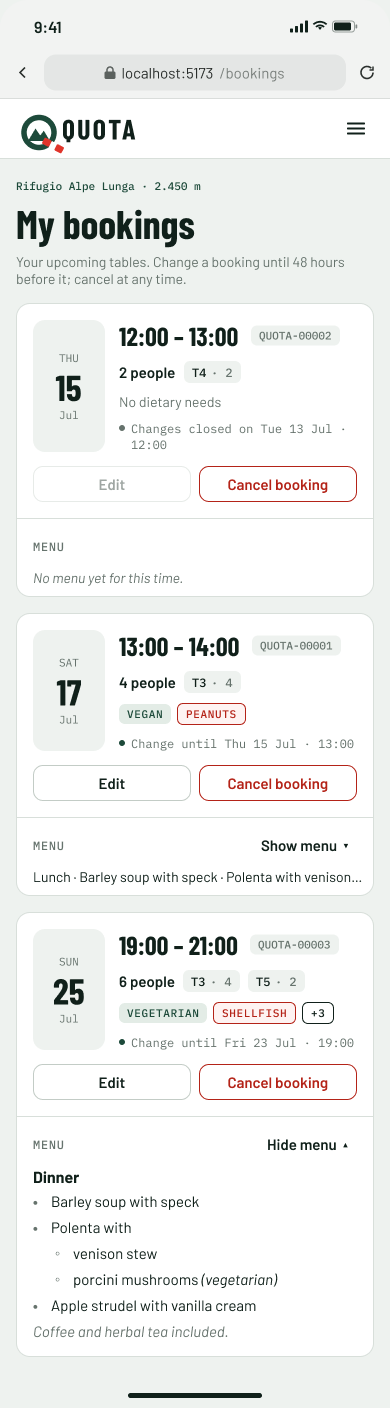 9:41
localhost:5173/bookings
QUOTA
Rifugio Alpe Lunga · 2.450 m
My bookings
Your upcoming tables. Change a booking until 48 hours
before it; cancel at any time.
THU
15
Jul
12:00 – 13:00 QUOTA-00002
2 people T4 · 2
No dietary needs
Changes closed on Tue 13 Jul ·
12:00
Edit Cancel booking
MENU
No menu yet for this time.
SAT
17
Jul
13:00 – 14:00 QUOTA-00001
4 people T3 · 4
VEGAN PEANUTS
Change until Thu 15 Jul · 13:00
Edit Cancel booking
MENU Show menu ▾
Lunch · Barley soup with speck · Polenta with venison…
SUN
25
Jul
19:00 – 21:00 QUOTA-00003
6 people T3 · 4 T5 · 2
VEGETARIAN SHELLFISH +3
Change until Fri 23 Jul · 19:00
Edit Cancel booking
MENU Hide menu ▴
Dinner
• Barley soup with speck
• Polenta with
◦ venison stew
◦ porcini mushrooms (vegetarian)
• Apple strudel with vanilla cream
Coffee and herbal tea included.